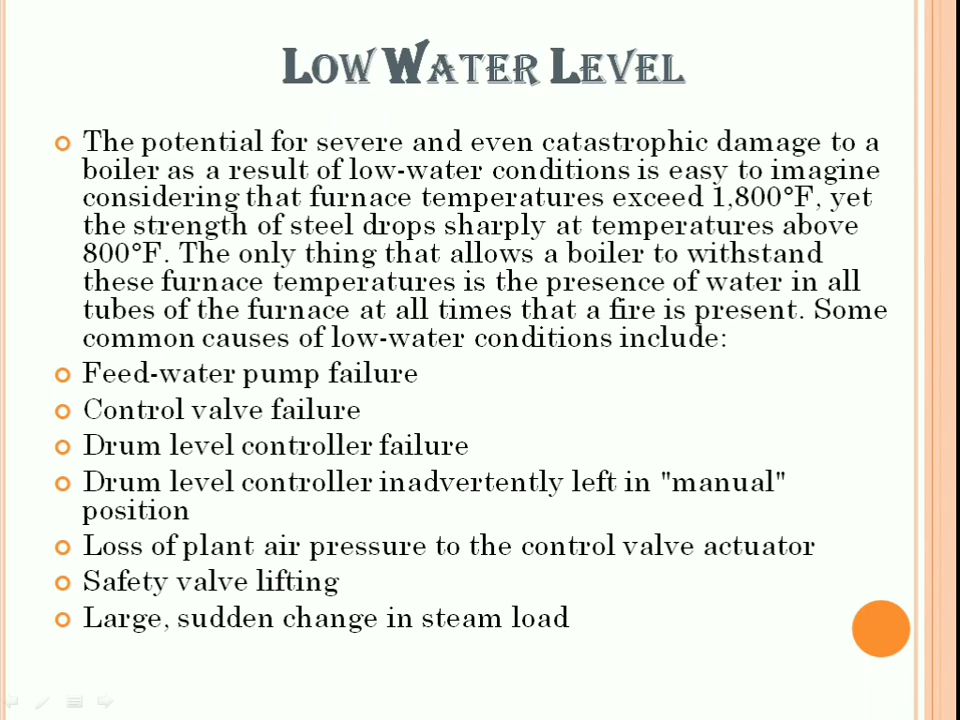 LOW WATER LEVEL
The potential for severe and even catastrophic damage to a
boiler as a result of low-water conditions is easy to imagine
considering that furnace temperatures exceed 1,800°F, yet
the strength of steel drops sharply at temperatures above
800°F. The only thing that allows a boiler to withstand
these furnace temperatures is the presence of water in all
tubes of the furnace at all times that a fire is present. Some
common causes of low-water conditions include:
Feed-water pump failure
Control valve failure
Drum level controller failure
Drum level controller inadvertently left in "manual"
position
Loss of plant air pressure to the control valve actuator
Safety valve lifting
Large, sudden change in steam load